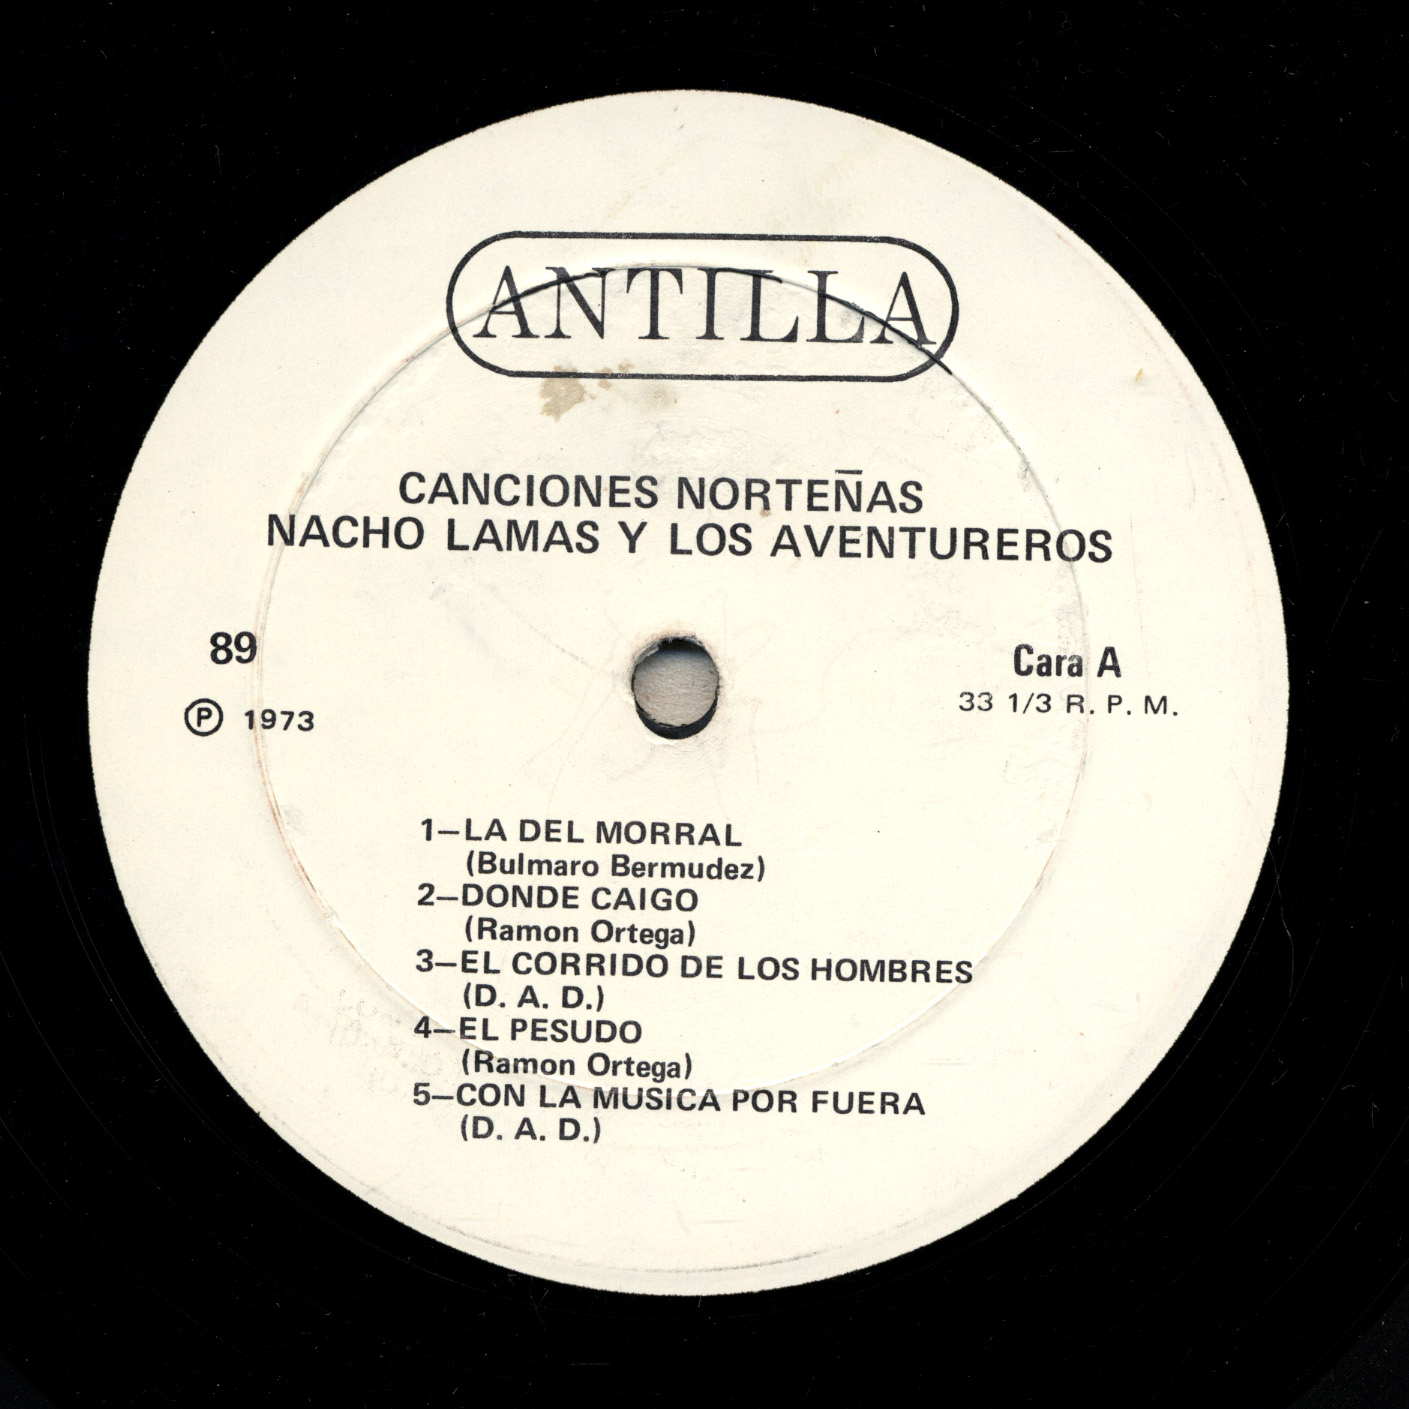 ANTILLA
CANCIONES NORTEÑAS
NACHO LAMAS Y LOS AVENTUREROS
89
Ⓟ 1973
Cara A
33 1/3 R. P. M.
1—LA DEL MORRAL
(Bulmaro Bermudez)
2—DONDE CAIGO
(Ramon Ortega)
3—EL CORRIDO DE LOS HOMBRES
(D. A. D.)
4—EL PESUDO
(Ramon Ortega)
5—CON LA MUSICA POR FUERA
(D. A. D.)